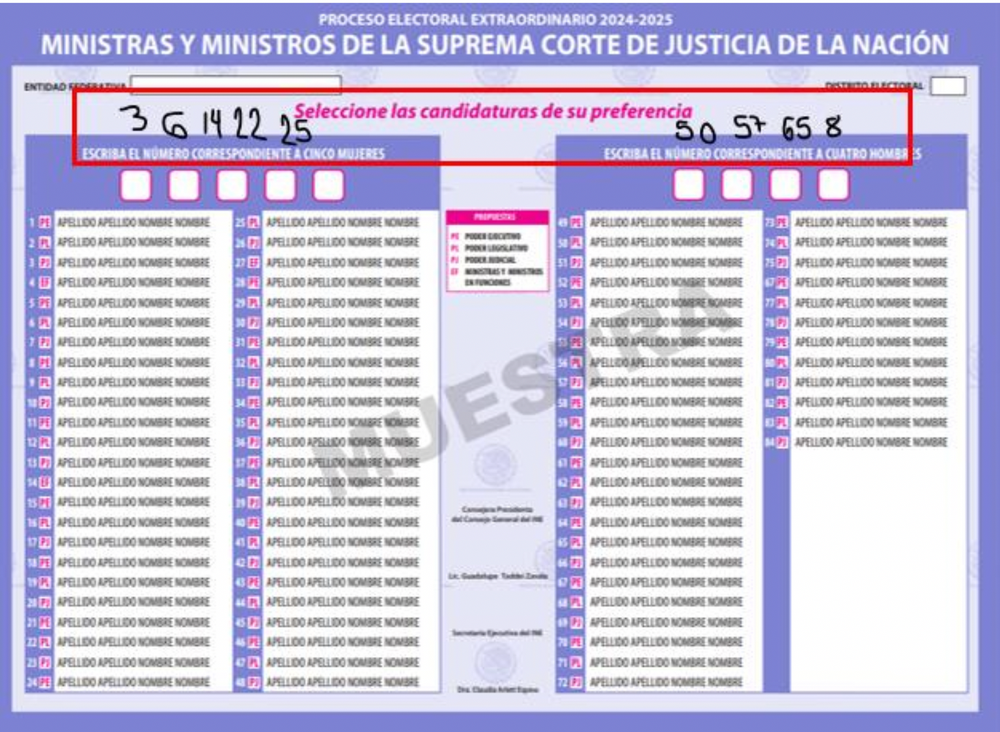 PROCESO ELECTORAL EXTRAORDINARIO 2024-2025
MINISTRAS Y MINISTROS DE LA SUPREMA CORTE DE JUSTICIA DE LA NACIÓN
ENTIDAD FEDERATIVA
DISTRITO ELECTORAL
Seleccione las candidaturas de su preferencia
3 6 14 22 25
50 57 65 8
ESCRIBA EL NÚMERO CORRESPONDIENTE A CINCO MUJERES
ESCRIBA EL NÚMERO CORRESPONDIENTE A CUATRO HOMBRES
1 PE APELLIDO APELLIDO NOMBRE NOMBRE
2 PL APELLIDO APELLIDO NOMBRE NOMBRE
3 PJ APELLIDO APELLIDO NOMBRE NOMBRE
4 EF APELLIDO APELLIDO NOMBRE NOMBRE
5 PE APELLIDO APELLIDO NOMBRE NOMBRE
6 PL APELLIDO APELLIDO NOMBRE NOMBRE
7 PJ APELLIDO APELLIDO NOMBRE NOMBRE
8 PE APELLIDO APELLIDO NOMBRE NOMBRE
9 PL APELLIDO APELLIDO NOMBRE NOMBRE
10 PJ APELLIDO APELLIDO NOMBRE NOMBRE
11 PE APELLIDO APELLIDO NOMBRE NOMBRE
12 PL APELLIDO APELLIDO NOMBRE NOMBRE
13 PJ APELLIDO APELLIDO NOMBRE NOMBRE
14 EF APELLIDO APELLIDO NOMBRE NOMBRE
15 PE APELLIDO APELLIDO NOMBRE NOMBRE
16 PL APELLIDO APELLIDO NOMBRE NOMBRE
17 PJ APELLIDO APELLIDO NOMBRE NOMBRE
18 PE APELLIDO APELLIDO NOMBRE NOMBRE
19 PL APELLIDO APELLIDO NOMBRE NOMBRE
20 PJ APELLIDO APELLIDO NOMBRE NOMBRE
21 PE APELLIDO APELLIDO NOMBRE NOMBRE
22 PL APELLIDO APELLIDO NOMBRE NOMBRE
23 PJ APELLIDO APELLIDO NOMBRE NOMBRE
24 PE APELLIDO APELLIDO NOMBRE NOMBRE
25 PL APELLIDO APELLIDO NOMBRE NOMBRE
26 PJ APELLIDO APELLIDO NOMBRE NOMBRE
27 EF APELLIDO APELLIDO NOMBRE NOMBRE
28 PE APELLIDO APELLIDO NOMBRE NOMBRE
29 PL APELLIDO APELLIDO NOMBRE NOMBRE
30 PJ APELLIDO APELLIDO NOMBRE NOMBRE
31 PE APELLIDO APELLIDO NOMBRE NOMBRE
32 PL APELLIDO APELLIDO NOMBRE NOMBRE
33 PJ APELLIDO APELLIDO NOMBRE NOMBRE
34 PE APELLIDO APELLIDO NOMBRE NOMBRE
35 PL APELLIDO APELLIDO NOMBRE NOMBRE
36 PJ APELLIDO APELLIDO NOMBRE NOMBRE
37 PE APELLIDO APELLIDO NOMBRE NOMBRE
38 PL APELLIDO APELLIDO NOMBRE NOMBRE
39 PJ APELLIDO APELLIDO NOMBRE NOMBRE
40 PE APELLIDO APELLIDO NOMBRE NOMBRE
41 PL APELLIDO APELLIDO NOMBRE NOMBRE
42 PJ APELLIDO APELLIDO NOMBRE NOMBRE
43 PE APELLIDO APELLIDO NOMBRE NOMBRE
44 PL APELLIDO APELLIDO NOMBRE NOMBRE
45 PJ APELLIDO APELLIDO NOMBRE NOMBRE
46 PE APELLIDO APELLIDO NOMBRE NOMBRE
47 PL APELLIDO APELLIDO NOMBRE NOMBRE
48 PJ APELLIDO APELLIDO NOMBRE NOMBRE
PROPUESTAS
PE PODER EJECUTIVO
PL PODER LEGISLATIVO
PJ PODER JUDICIAL
EF MINISTRAS Y MINISTROS
EN FUNCIONES
MUESTRA
Consejera Presidenta
del Consejo General del INE
Lic. Guadalupe Taddei Zavala
Secretaria Ejecutiva del INE
Dra. Claudia Arlett Espino
49 PE APELLIDO APELLIDO NOMBRE NOMBRE
50 PL APELLIDO APELLIDO NOMBRE NOMBRE
51 PJ APELLIDO APELLIDO NOMBRE NOMBRE
52 PE APELLIDO APELLIDO NOMBRE NOMBRE
53 PL APELLIDO APELLIDO NOMBRE NOMBRE
54 PJ APELLIDO APELLIDO NOMBRE NOMBRE
55 PE APELLIDO APELLIDO NOMBRE NOMBRE
56 PL APELLIDO APELLIDO NOMBRE NOMBRE
57 PJ APELLIDO APELLIDO NOMBRE NOMBRE
58 PE APELLIDO APELLIDO NOMBRE NOMBRE
59 PL APELLIDO APELLIDO NOMBRE NOMBRE
60 PJ APELLIDO APELLIDO NOMBRE NOMBRE
61 PE APELLIDO APELLIDO NOMBRE NOMBRE
62 PL APELLIDO APELLIDO NOMBRE NOMBRE
63 PJ APELLIDO APELLIDO NOMBRE NOMBRE
64 PE APELLIDO APELLIDO NOMBRE NOMBRE
65 PL APELLIDO APELLIDO NOMBRE NOMBRE
66 PJ APELLIDO APELLIDO NOMBRE NOMBRE
67 PE APELLIDO APELLIDO NOMBRE NOMBRE
68 PL APELLIDO APELLIDO NOMBRE NOMBRE
69 PJ APELLIDO APELLIDO NOMBRE NOMBRE
70 PE APELLIDO APELLIDO NOMBRE NOMBRE
71 PL APELLIDO APELLIDO NOMBRE NOMBRE
72 PJ APELLIDO APELLIDO NOMBRE NOMBRE
73 PE APELLIDO APELLIDO NOMBRE NOMBRE
74 PL APELLIDO APELLIDO NOMBRE NOMBRE
75 PJ APELLIDO APELLIDO NOMBRE NOMBRE
67 PE APELLIDO APELLIDO NOMBRE NOMBRE
77 PL APELLIDO APELLIDO NOMBRE NOMBRE
78 PJ APELLIDO APELLIDO NOMBRE NOMBRE
79 PE APELLIDO APELLIDO NOMBRE NOMBRE
80 PL APELLIDO APELLIDO NOMBRE NOMBRE
81 PJ APELLIDO APELLIDO NOMBRE NOMBRE
82 PE APELLIDO APELLIDO NOMBRE NOMBRE
83 PL APELLIDO APELLIDO NOMBRE NOMBRE
84 PJ APELLIDO APELLIDO NOMBRE NOMBRE